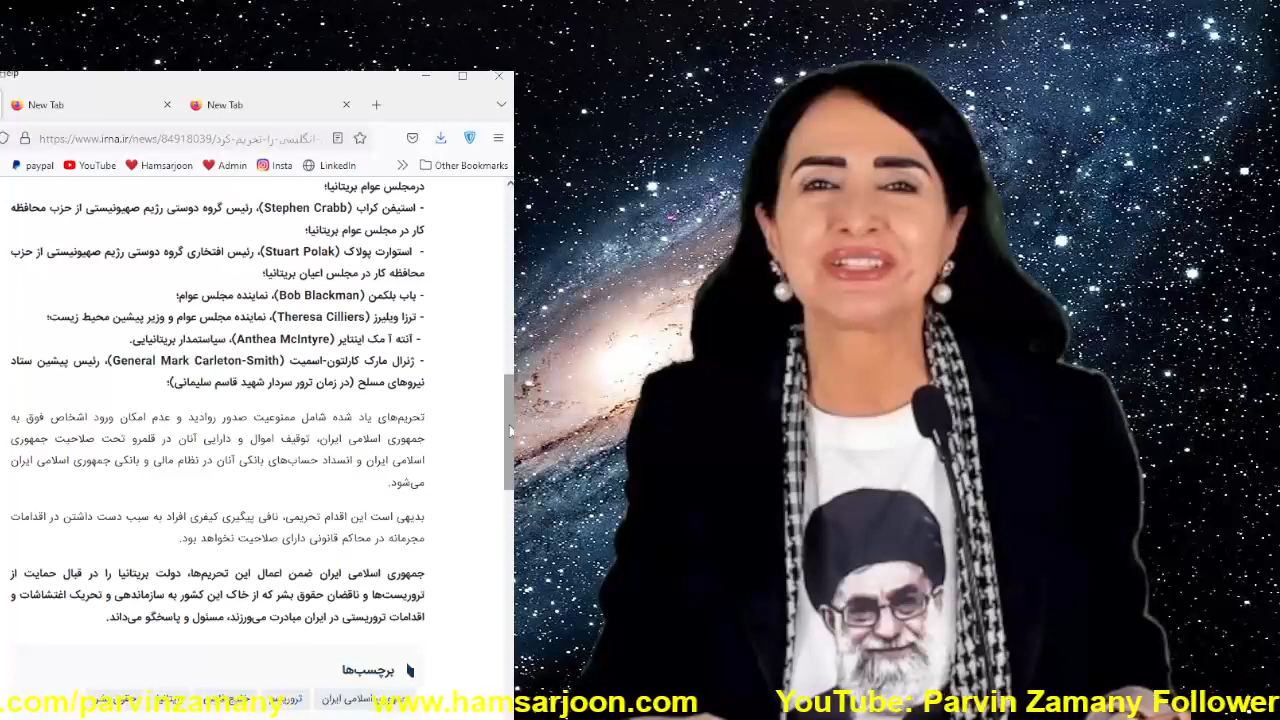 Help
New Tab
New Tab
https://www.irna.ir/news/84918039/انگلیسی-را-تحریم-کرد-
paypal YouTube Hamsarjoon Admin Insta LinkedIn Other Bookmarks
درمجلس عوام بریتانیا؛
- استیفن کراب (Stephen Crabb)، رئیس گروه دوستی رژیم صهیونیستی از حزب محافظه
کار در مجلس عوام بریتانیا؛
- استوارت پولاک (Stuart Polak)، رئیس افتخاری گروه دوستی رژیم صهیونیستی از حزب
محافظه کار در مجلس اعیان بریتانیا؛
- باب بلکمن (Bob Blackman)، نماینده مجلس عوام؛
- ترزا ویلیرز (Theresa Cilliers)، نماینده مجلس عوام و وزیر پیشین محیط زیست؛
- آنته آ مک اینتایر (Anthea McIntyre)، سیاستمدار بریتانیایی.
- ژنرال مارک کارلتون-اسمیت (General Mark Carleton-Smith)، رئیس پیشین ستاد
نیروهای مسلح (در زمان ترور سردار شهید قاسم سلیمانی)؛
تحریم‌های یاد شده شامل ممنوعیت صدور روادید و عدم امکان ورود اشخاص فوق به
جمهوری اسلامی ایران، توقیف اموال و دارایی آنان در قلمرو تحت صلاحیت جمهوری
اسلامی ایران و انسداد حساب‌های بانکی آنان در نظام مالی و بانکی جمهوری اسلامی ایران
می‌شود.
بدیهی است این اقدام تحریمی، نافی پیگیری کیفری افراد به سبب دست داشتن در اقدامات
مجرمانه در محاکم قانونی دارای صلاحیت نخواهد بود.
جمهوری اسلامی ایران ضمن اعمال این تحریم‌ها، دولت بریتانیا را در قبال حمایت از
تروریست‌ها و ناقضان حقوق بشر که از خاک این کشور به سازماندهی و تحریک اغتشاشات و
اقدامات تروریستی در ایران مبادرت می‌ورزند، مسئول و پاسخگو می‌داند.
برچسب‌ها
جمهوری اسلامی ایران
.com/parvinzamany www.hamsarjoon.com YouTube: Parvin Zamany Follower